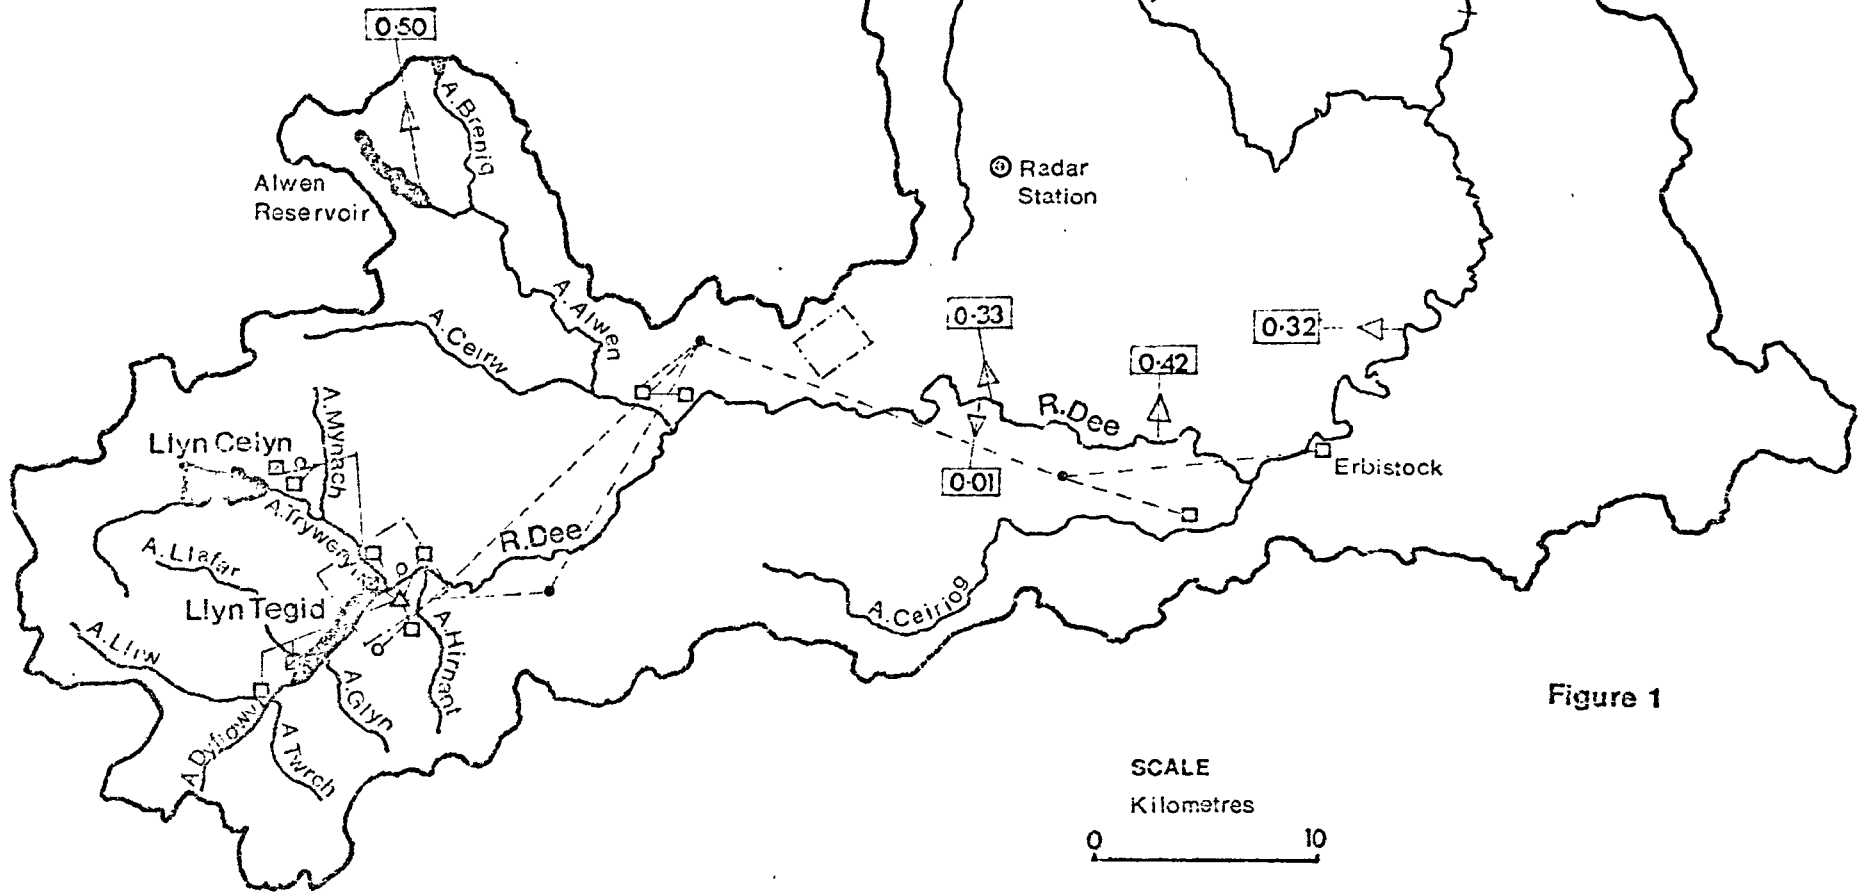 0·50
A.Brenig
Radar
Station
Alwen
Reservoir
A. Alwen
0·33
0·32
A.Ceirw
0·42
R.Dee
A.Mynach
Llyn Celyn
Erbistock
0·01
A.Tryweryn
R.Dee
A.Llafar
Llyn Tegid
A.Ceiriog
A.Lliw
A.Hirnant
A.Glyn
Figure 1
A.Twrch
SCALE
Kilometres
0 10